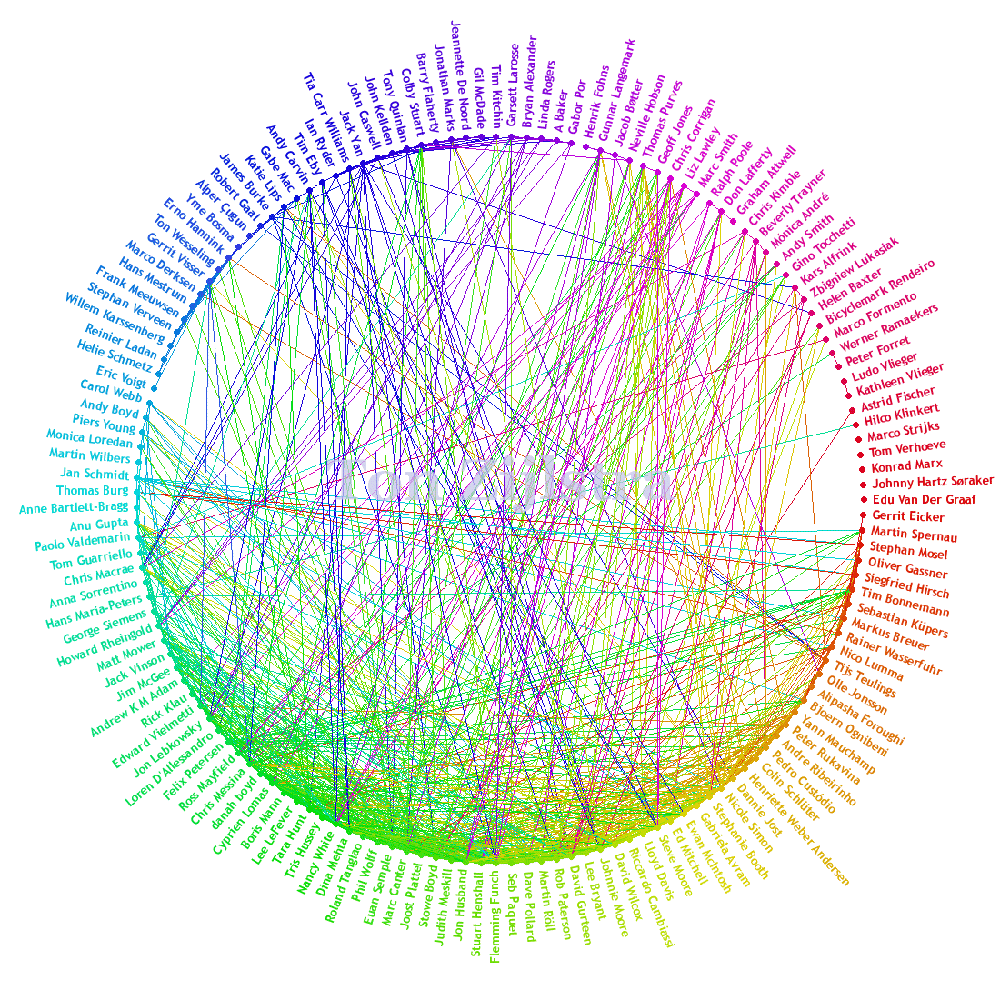 Jeannette De Noord
Gil McDade
Tim Kitchin
Garsett Larosse
Bryan Alexander
Linda Rogers
A Baker
Gabor Por
Henrik Fohns
Gunnar Langemark
Jacob Bøtter
Neville Hobson
Thomas Purves
Geoff Jones
Chris Corrigan
Liz Lawley
Marc Smith
Ralph Poole
Don Lafferty
Graham Attwell
Chris Kimble
Beverly Trayner
Mónica André
Andy Smith
Gino Tocchetti
Kars Alfrink
Zbigniew Lukasiak
Helen Baxter
Bicyclemark Rendeiro
Marco Formento
Werner Ramaekers
Peter Forret
Ludo Vlieger
Kathleen Vlieger
Astrid Fischer
Hilco Klinkert
Marco Strijks
Tom Verhoeve
Konrad Marx
Johnny Hartz Søraker
Edu Van Der Graaf
Gerrit Eicker
Martin Spernau
Stephan Mosel
Oliver Gassner
Siegfried Hirsch
Tim Bonnemann
Sebastian Küpers
Markus Breuer
Rainer Wasserfuhr
Nico Lumma
Tijs Teulings
Olle Jonsson
Alipasha Foroughi
Bjoern Ognibeni
Yann Mauchamp
Peter Rukavina
Andre Ribeirinho
Pedro Custódio
Colin Schlüter
Henriette Weber Andersen
Dannie Jost
Nicole Simon
Stephanie Booth
Gabriela Avram
Ewan McIntosh
Ed Mitchell
Steve Moore
Lloyd Davis
Riccardo Cambiassi
David Wilcox
Johnnie Moore
Lee Bryant
David Gurteen
Rob Paterson
Martin Röll
Dave Pollard
Seb Paquet
Flemming Funch
Stuart Henshall
Jon Husband
Judith Meskill
Stowe Boyd
Joost Plattel
Marc Canter
Euan Semple
Phil Wolff
Roland Tanglao
Dina Mehta
Nancy White
Tris Hussey
Tara Hunt
Lee LeFever
Boris Mann
Cyprien Lomas
danah boyd
Chris Messina
Ross Mayfield
Felix Petersen
Loren D'Allessandro
Jon Lebkowsky
Edward Vielmetti
Rick Klau
Andrew K M Adam
Jim McGee
Jack Vinson
Matt Mower
Howard Rheingold
George Siemens
Hans Maria-Peters
Anna Sorrentino
Chris Macrae
Tom Guarriello
Paolo Valdemarin
Anu Gupta
Anne Bartlett-Bragg
Thomas Burg
Jan Schmidt
Martin Wilbers
Monica Loredan
Piers Young
Andy Boyd
Carol Webb
Eric Voigt
Helie Schmetz
Reinier Ladan
Willem Karssenberg
Stephan Verveen
Frank Meeuwsen
Hans Mestrum
Marco Derksen
Gerrit Visser
Ton Wesseling
Erno Hannink
Yme Bosma
Alper Cugun
Robert Gaal
James Burke
Katie Lips
Gabe Mac
Andy Carvin
Tim Eby
Ian Ryder
Tia Carr Williams
Jack Yan
John Caswell
John Kellden
Tony Quinlan
Colby Stuart
Barry Flaherty
Jonathan Marks
Ton Zijlstra